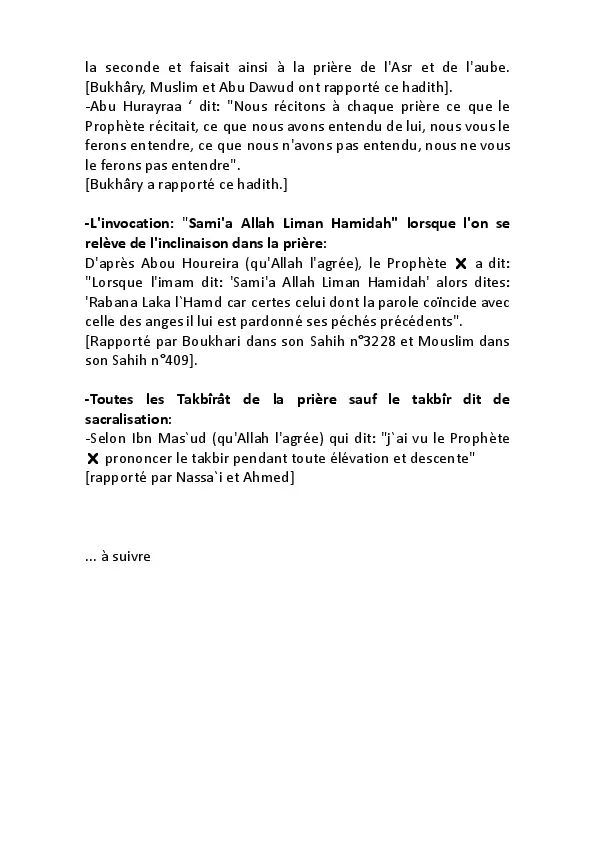 la seconde et faisait ainsi à la prière de l'Asr et de l'aube.
[Bukhâry, Muslim et Abu Dawud ont rapporté ce hadith].
-Abu Hurayraa ‘ dit: "Nous récitons à chaque prière ce que le
Prophète récitait, ce que nous avons entendu de lui, nous vous le
ferons entendre, ce que nous n'avons pas entendu, nous ne vous
le ferons pas entendre".
[Bukhâry a rapporté ce hadith.]
-L'invocation: "Sami'a Allah Liman Hamidah" lorsque l'on se
relève de l'inclinaison dans la prière:
D'après Abou Houreira (qu'Allah l'agrée), le Prophète ✗ a dit:
"Lorsque l'imam dit: 'Sami'a Allah Liman Hamidah' alors dites:
'Rabana Laka l`Hamd car certes celui dont la parole coïncide avec
celle des anges il lui est pardonné ses péchés précédents".
[Rapporté par Boukhari dans son Sahih n°3228 et Mouslim dans
son Sahih n°409].
-Toutes les Takbîrât de la prière sauf le takbîr dit de
sacralisation:
-Selon Ibn Mas`ud (qu'Allah l'agrée) qui dit: "j`ai vu le Prophète
✗ prononcer le takbir pendant toute élévation et descente"
[rapporté par Nassa`i et Ahmed]
... à suivre